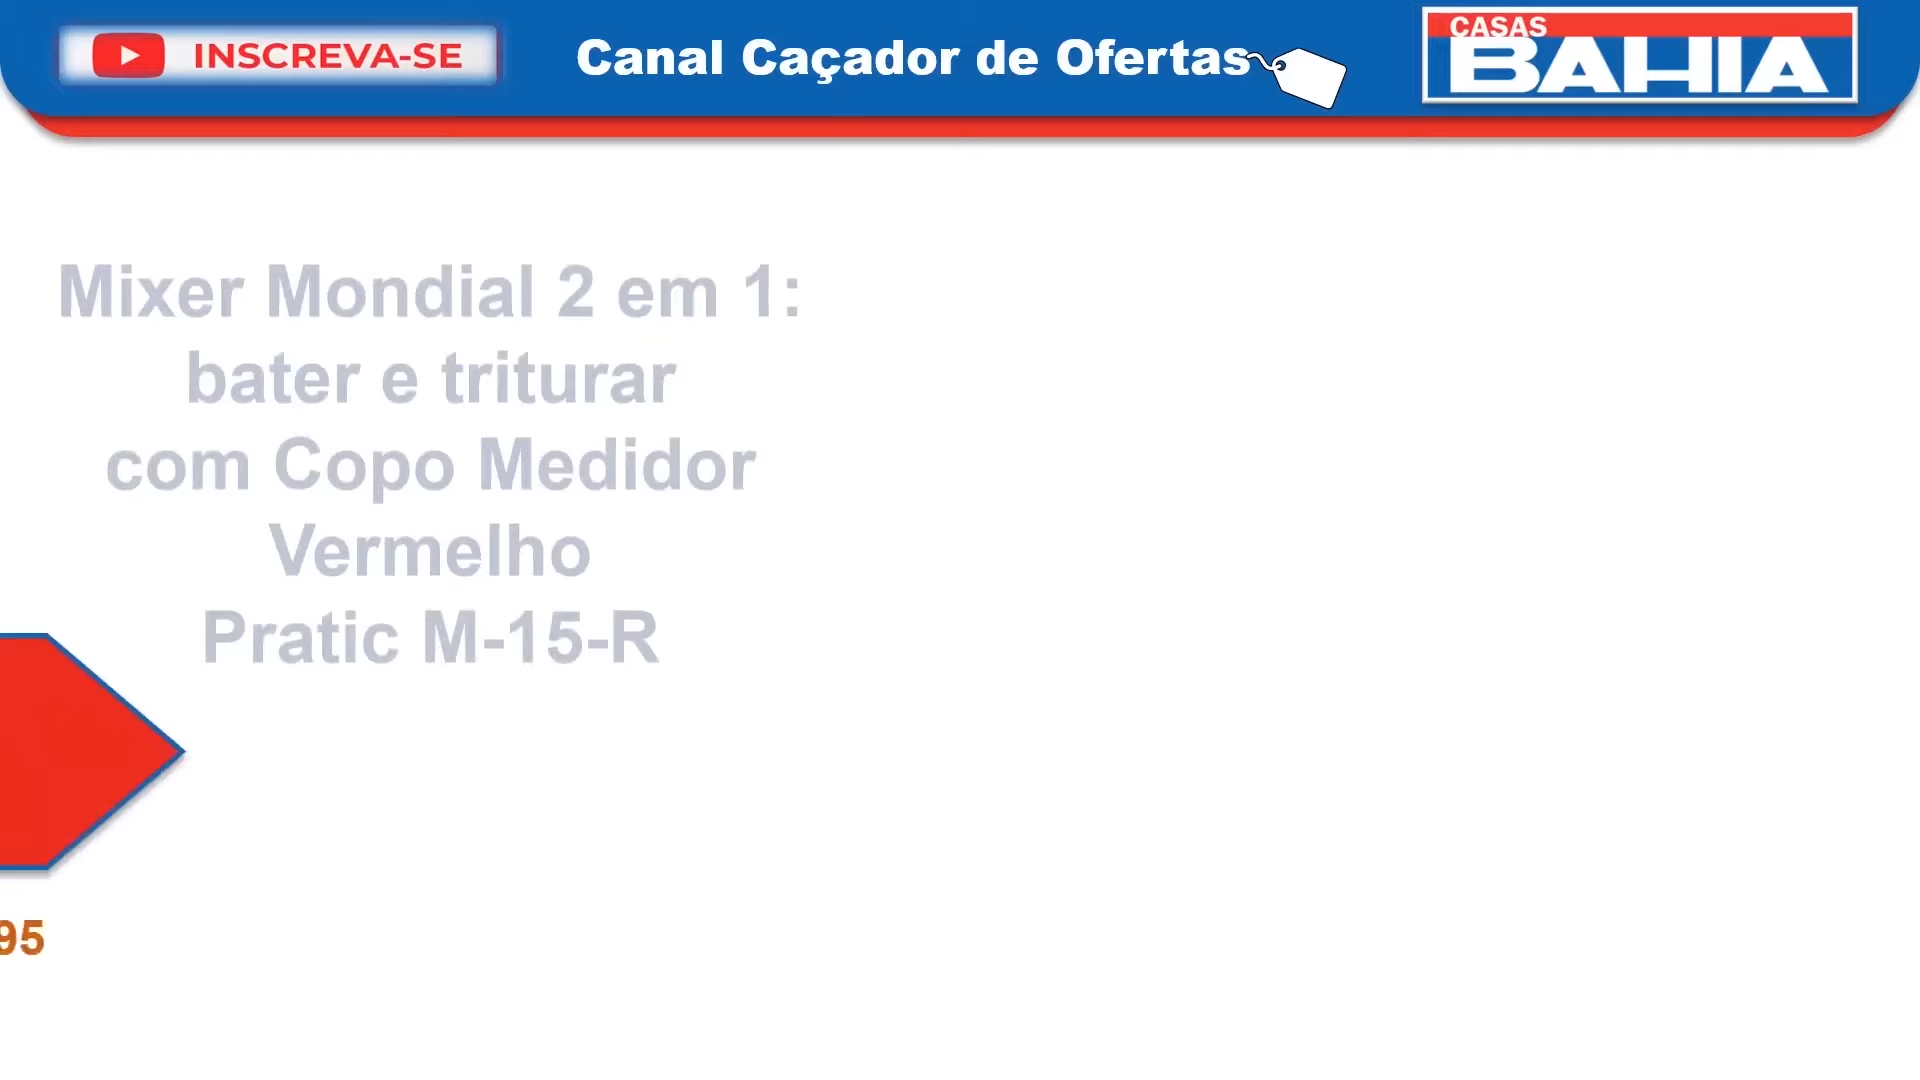 INSCREVA-SE
Canal Caçador de Ofertas
CASAS
BAHIA
Mixer Mondial 2 em 1:
bater e triturar
com Copo Medidor
Vermelho
Pratic M-15-R
95